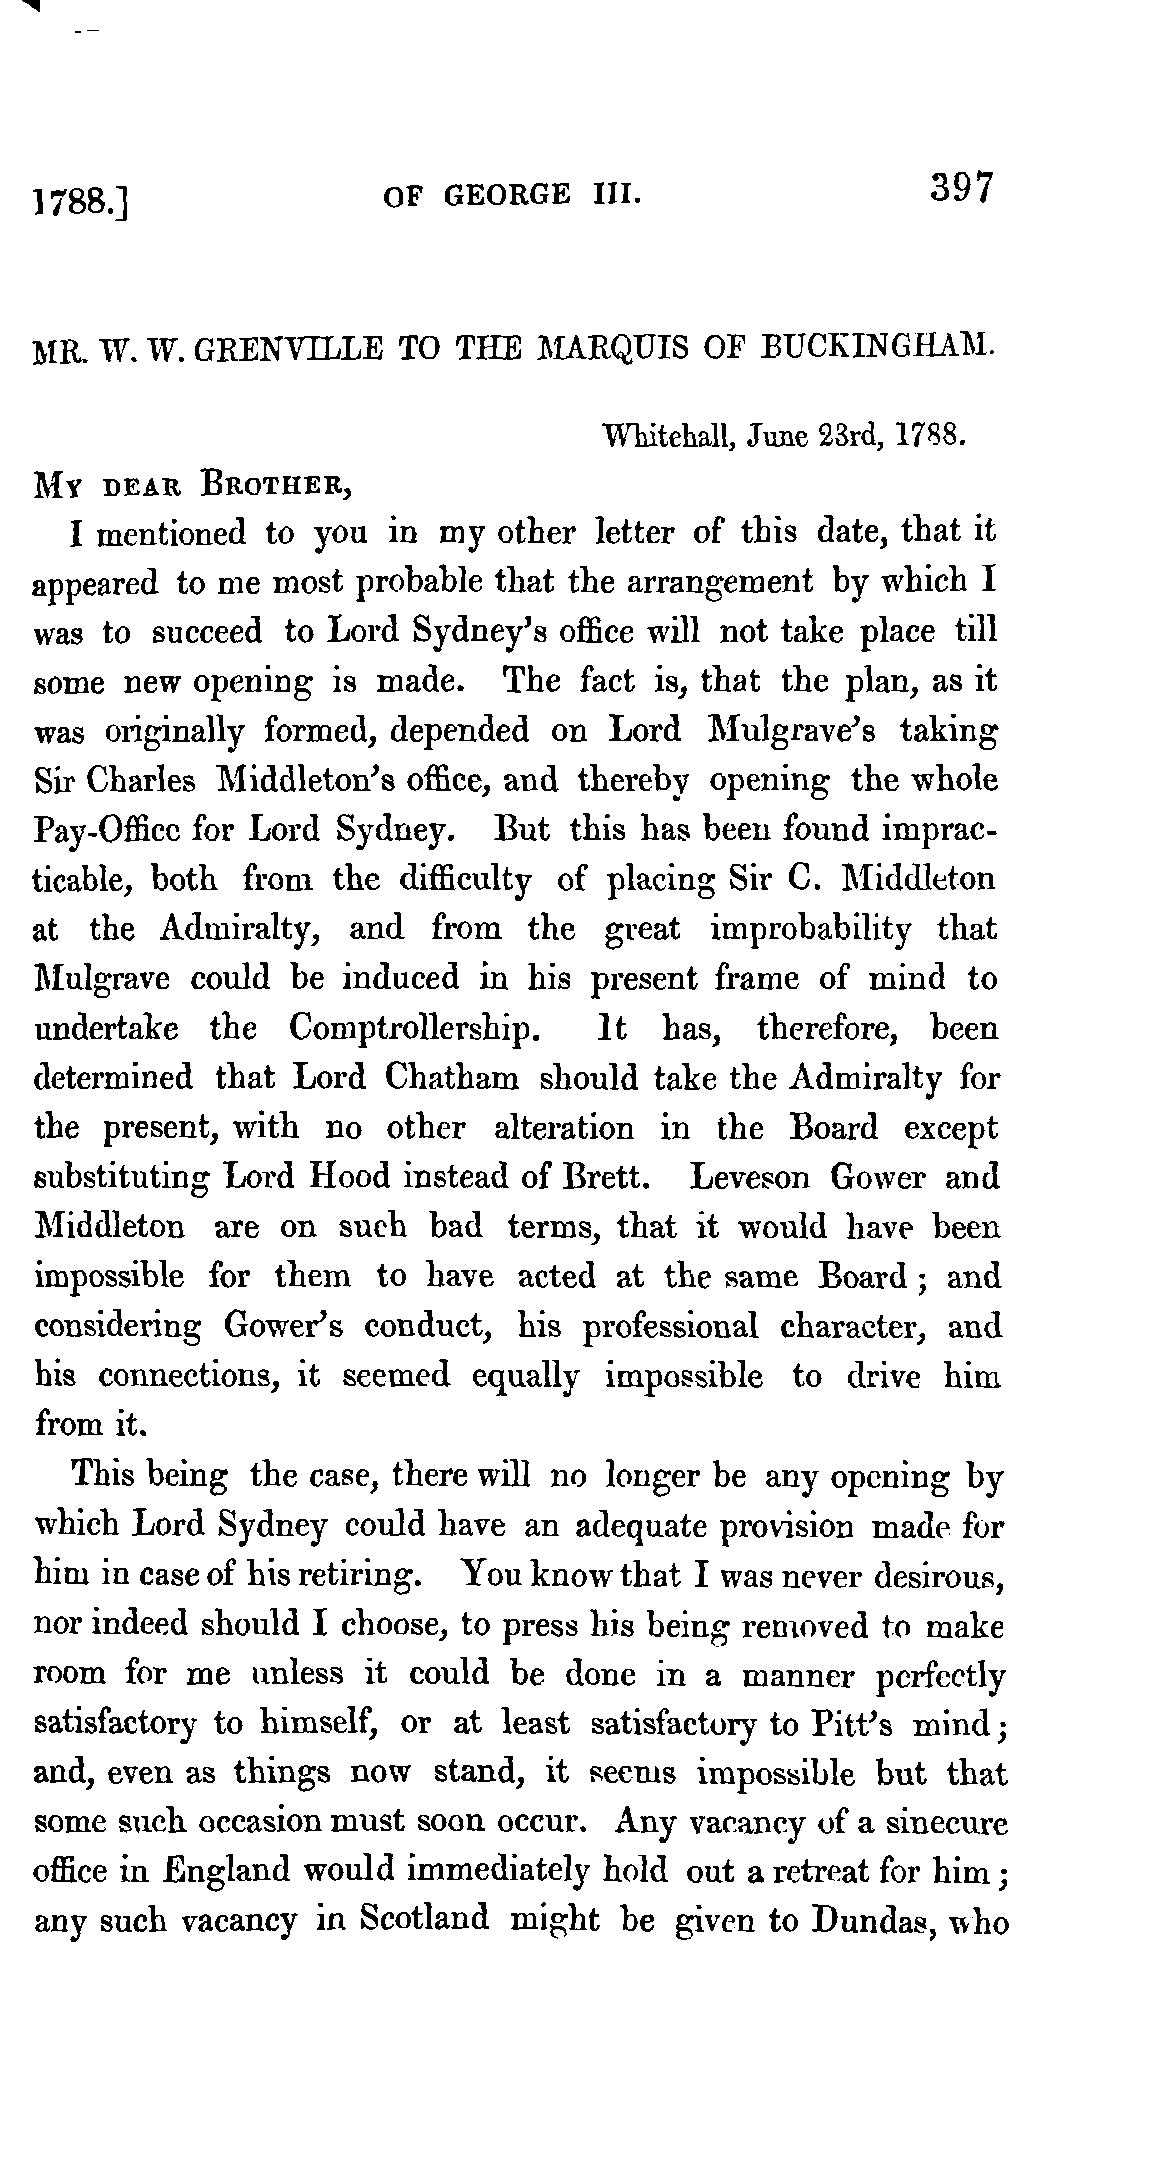 1788.] OF GEORGE III. 397
MR. W. W. GRENVILLE TO THE MARQUIS OF BUCKINGHAM.
Whitehall, June 23rd, 1788.
MY DEAR BROTHER,
I mentioned to you in my other letter of this date, that it
appeared to me most probable that the arrangement by which I
was to succeed to Lord Sydney's office will not take place till
some new opening is made. The fact is, that the plan, as it
was originally formed, depended on Lord Mulgrave's taking
Sir Charles Middleton's office, and thereby opening the whole
Pay-Office for Lord Sydney. But this has been found imprac-
ticable, both from the difficulty of placing Sir C. Middleton
at the Admiralty, and from the great improbability that
Mulgrave could be induced in his present frame of mind to
undertake the Comptrollership. It has, therefore, been
determined that Lord Chatham should take the Admiralty for
the present, with no other alteration in the Board except
substituting Lord Hood instead of Brett. Leveson Gower and
Middleton are on such bad terms, that it would have been
impossible for them to have acted at the same Board; and
considering Gower's conduct, his professional character, and
his connections, it seemed equally impossible to drive him
from it.
This being the case, there will no longer be any opening by
which Lord Sydney could have an adequate provision made for
him in case of his retiring. You know that I was never desirous,
nor indeed should I choose, to press his being removed to make
room for me unless it could be done in a manner perfectly
satisfactory to himself, or at least satisfactory to Pitt's mind;
and, even as things now stand, it seems impossible but that
some such occasion must soon occur. Any vacancy of a sinecure
office in England would immediately hold out a retreat for him;
any such vacancy in Scotland might be given to Dundas, who